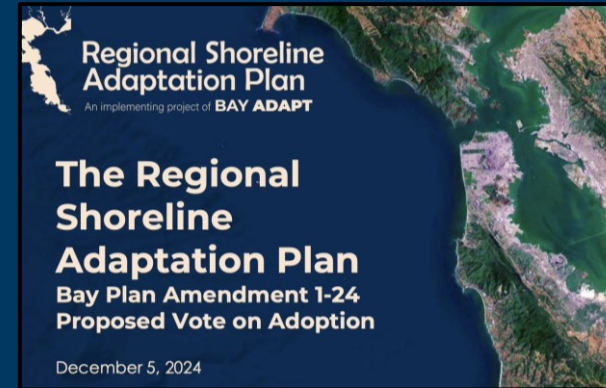 Regional Shoreline
Adaptation Plan
An implementing project of BAY ADAPT
The Regional
Shoreline
Adaptation Plan
Bay Plan Amendment 1-24
Proposed Vote on Adoption
December 5, 2024